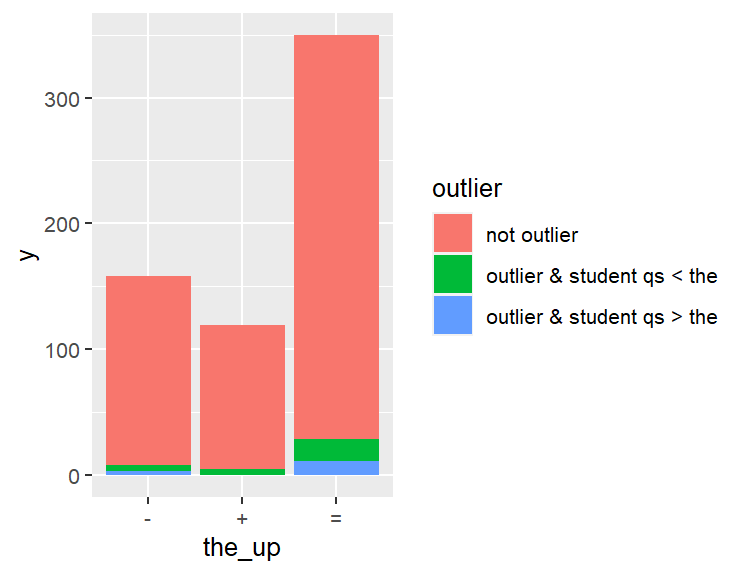 y
300
200
100
0
-
+
=
the_up
outlier
not outlier
outlier & student qs < the
outlier & student qs > the